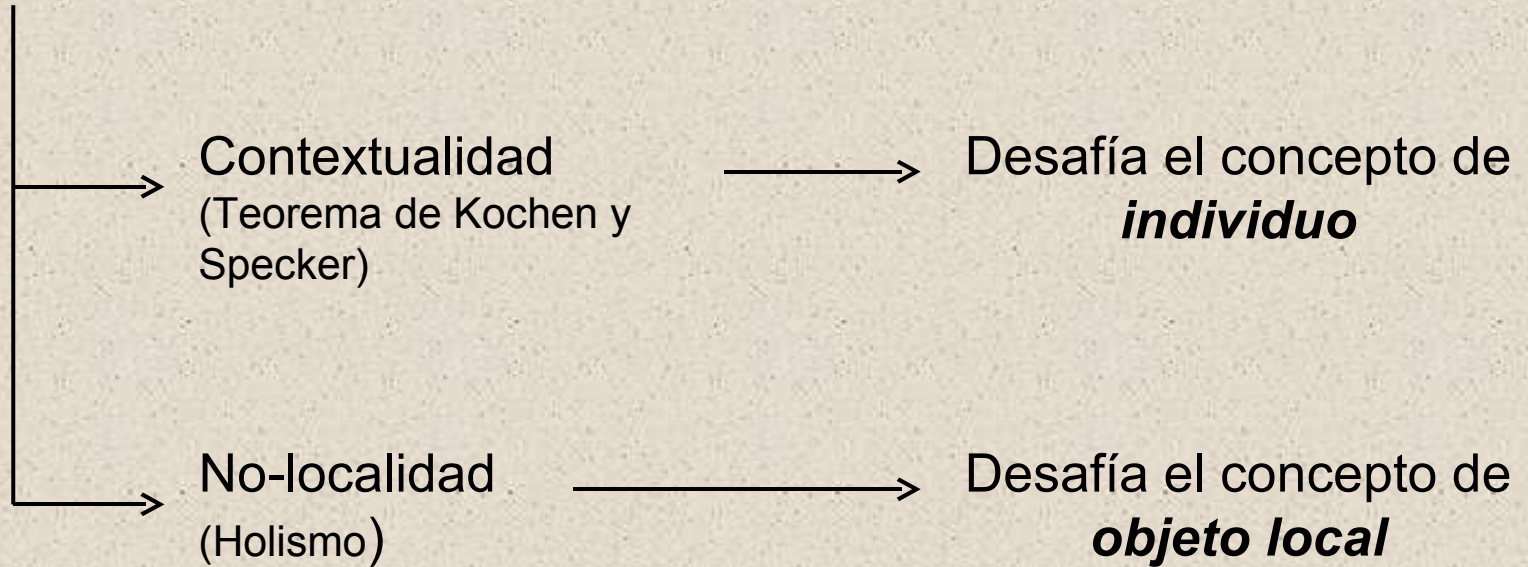 Contextualidad
(Teorema de Kochen y
Specker)
Desafía el concepto de
individuo
No-localidad
(Holismo)
Desafía el concepto de
objeto local